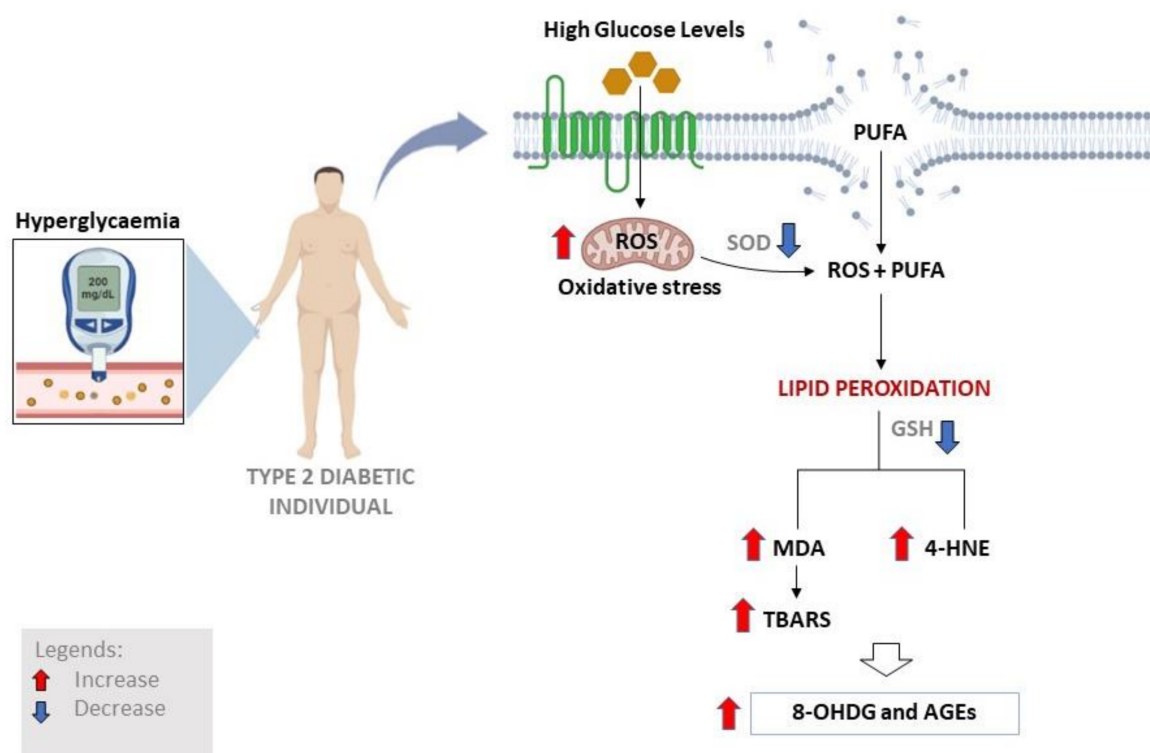 High Glucose Levels
PUFA
Hyperglycaemia
200
mg/dL
ROS
SOD
Oxidative stress
ROS + PUFA
LIPID PEROXIDATION
GSH
TYPE 2 DIABETIC
INDIVIDUAL
MDA
4-HNE
TBARS
Legends:
Increase
Decrease
8-OHDG and AGEs